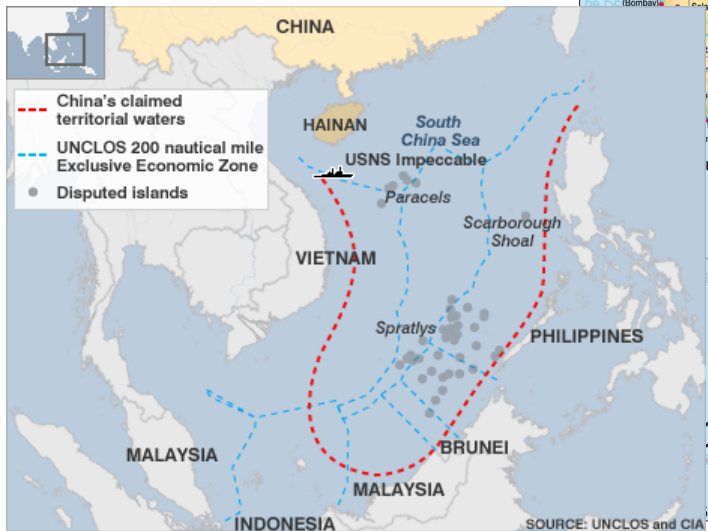 (Bombay)
CHINA
China's claimed
territorial waters
UNCLOS 200 nautical mile
Exclusive Economic Zone
Disputed islands
HAINAN
South
China Sea
USNS Impeccable
Paracels
Scarborough
Shoal
VIETNAM
Spratlys
PHILIPPINES
MALAYSIA
BRUNEI
MALAYSIA
INDONESIA
SOURCE: UNCLOS and CIA